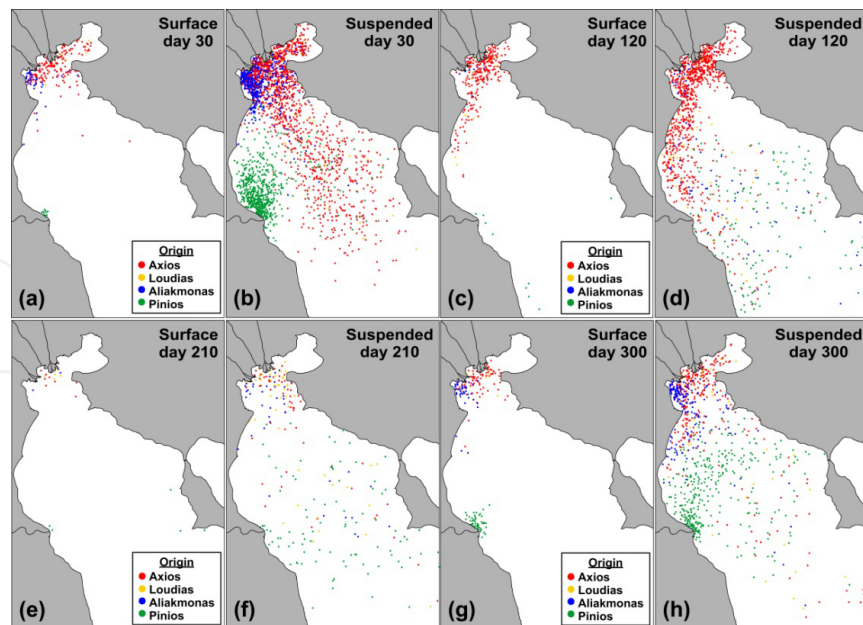 Surface
day 30
(a)
Origin
Axios
Loudias
Aliakmonas
Pinios
Suspended
day 30
(b)
Surface
day 120
(c)
Origin
Axios
Loudias
Aliakmonas
Pinios
Suspended
day 120
(d)
Surface
day 210
(e)
Suspended
day 210
(f)
Surface
day 300
(g)
Origin
Axios
Loudias
Aliakmonas
Pinios
Suspended
day 300
(h)
Origin
Axios
Loudias
Aliakmonas
Pinios